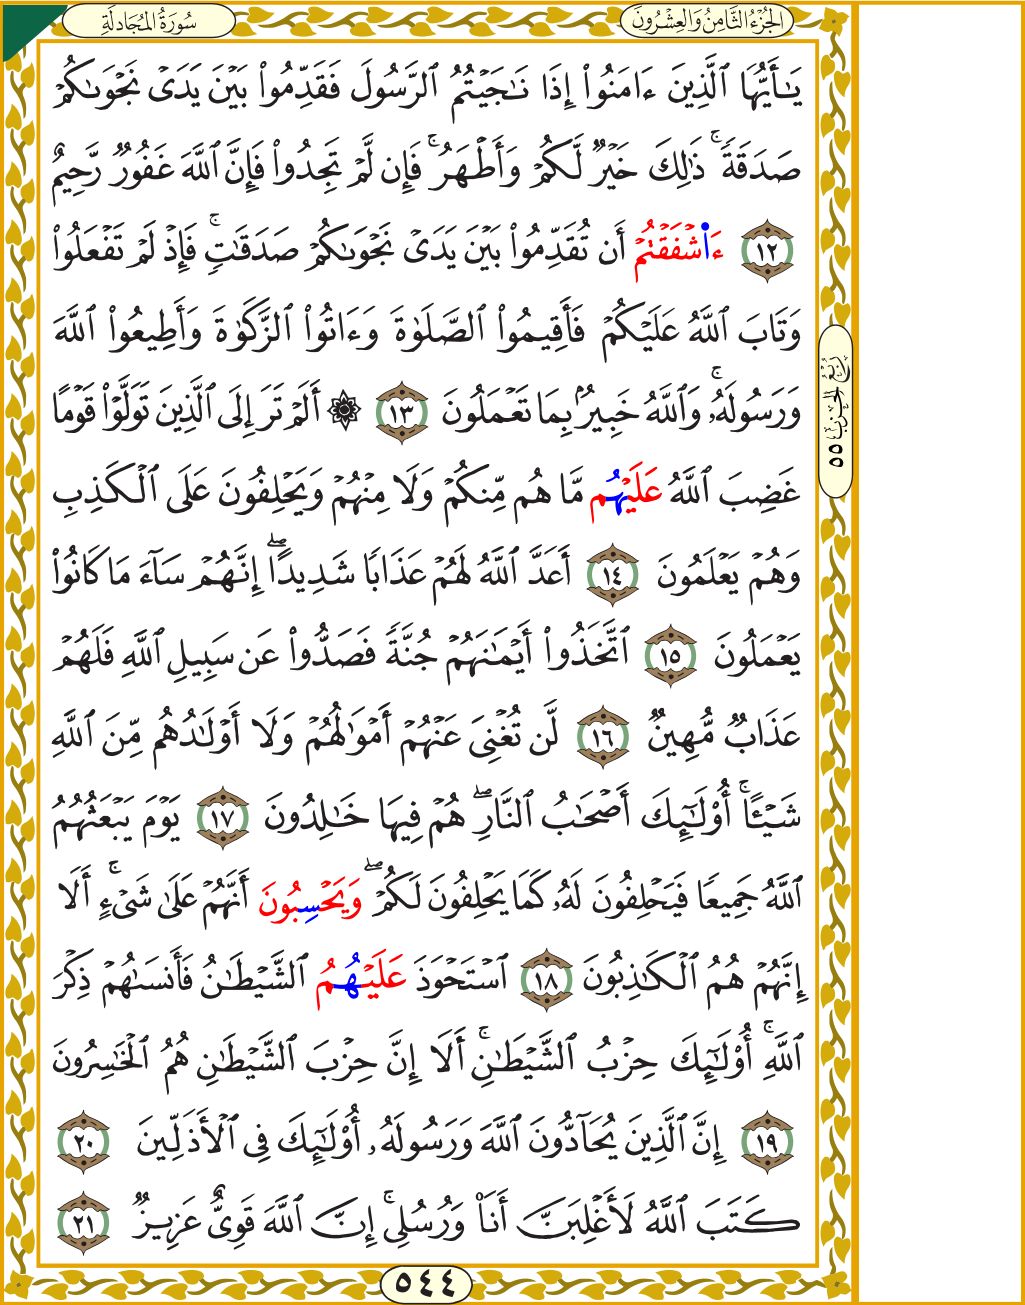 سُورَةُ المُجَادلَةِ
الجُزْءُ الثَّامِنُ وَالعِشْرُونَ
يَٰٓأَيُّهَا ٱلَّذِينَ ءَامَنُوٓا۟ إِذَا نَٰجَيْتُمُ ٱلرَّسُولَ فَقَدِّمُوا۟ بَيْنَ يَدَىْ نَجْوَىٰكُمْ
صَدَقَةً ۚ ذَٰلِكَ خَيْرٌ لَّكُمْ وَأَطْهَرُ ۚ فَإِن لَّمْ تَجِدُوا۟ فَإِنَّ ٱللَّهَ غَفُورٌ رَّحِيمٌ
١٢ ءَا۬شْفَقْتُمْ أَن تُقَدِّمُوا۟ بَيْنَ يَدَىْ نَجْوَىٰكُمْ صَدَقَٰتٍ ۚ فَإِذْ لَمْ تَفْعَلُوا۟
وَتَابَ ٱللَّهُ عَلَيْكُمْ فَأَقِيمُوا۟ ٱلصَّلَوٰةَ وَءَاتُوا۟ ٱلزَّكَوٰةَ وَأَطِيعُوا۟ ٱللَّهَ
وَرَسُولَهُۥ ۚ وَٱللَّهُ خَبِيرٌۢ بِمَا تَعْمَلُونَ ١٣ ۞ أَلَمْ تَرَ إِلَى ٱلَّذِينَ تَوَلَّوْا۟ قَوْمًا
غَضِبَ ٱللَّهُ عَلَيْهُم مَّا هُم مِّنكُمْ وَلَا مِنْهُمْ وَيَحْلِفُونَ عَلَى ٱلْكَذِبِ
وَهُمْ يَعْلَمُونَ ١٤ أَعَدَّ ٱللَّهُ لَهُمْ عَذَابًا شَدِيدًا ۖ إِنَّهُمْ سَآءَ مَا كَانُوا۟
يَعْمَلُونَ ١٥ ٱتَّخَذُوٓا۟ أَيْمَٰنَهُمْ جُنَّةً فَصَدُّوا۟ عَن سَبِيلِ ٱللَّهِ فَلَهُمْ
عَذَابٌ مُّهِينٌ ١٦ لَّن تُغْنِىَ عَنْهُمْ أَمْوَٰلُهُمْ وَلَآ أَوْلَٰدُهُم مِّنَ ٱللَّهِ
شَيْـًٔا ۚ أُو۟لَٰٓئِكَ أَصْحَٰبُ ٱلنَّارِ ۖ هُمْ فِيهَا خَٰلِدُونَ ١٧ يَوْمَ يَبْعَثُهُمُ
ٱللَّهُ جَمِيعًا فَيَحْلِفُونَ لَهُۥ كَمَا يَحْلِفُونَ لَكُمْ ۖ وَيَحْسِبُونَ أَنَّهُمْ عَلَىٰ شَىْءٍ ۚ أَلَآ
إِنَّهُمْ هُمُ ٱلْكَٰذِبُونَ ١٨ ٱسْتَحْوَذَ عَلَيْهُمُ ٱلشَّيْطَٰنُ فَأَنسَىٰهُمْ ذِكْرَ
ٱللَّهِ ۚ أُو۟لَٰٓئِكَ حِزْبُ ٱلشَّيْطَٰنِ ۚ أَلَآ إِنَّ حِزْبَ ٱلشَّيْطَٰنِ هُمُ ٱلْخَٰسِرُونَ
١٩ إِنَّ ٱلَّذِينَ يُحَآدُّونَ ٱللَّهَ وَرَسُولَهُۥٓ أُو۟لَٰٓئِكَ فِى ٱلْأَذَلِّينَ ٢٠
كَتَبَ ٱللَّهُ لَأَغْلِبَنَّ أَنَا۠ وَرُسُلِىٓ ۚ إِنَّ ٱللَّهَ قَوِىٌّ عَزِيزٌ ٢١
رُبْعُ الحِزْبِ ٥٥
٥٤٤